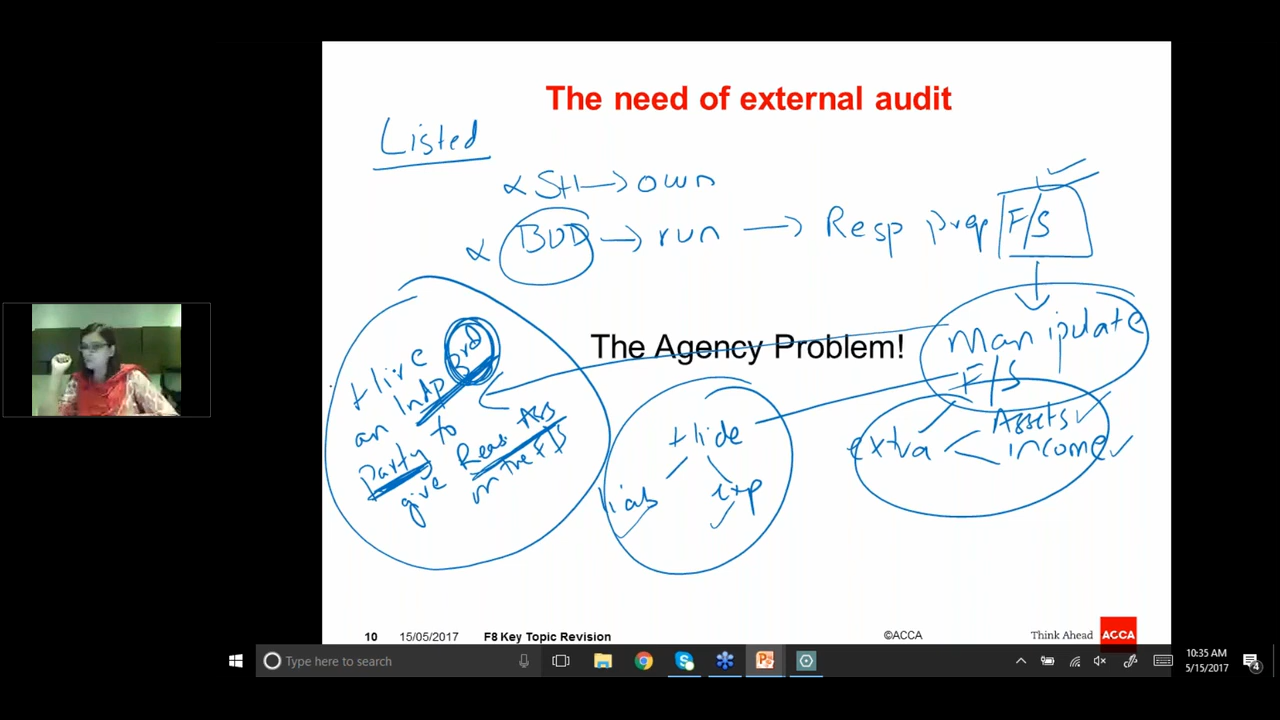 The need of external audit
Listed
α SH → own
α BOD → run → Resp prep F/S
Manipulate
F/S
The Agency Problem!
Hire
an Indp 3rd
Party to
give Reas Ass
on the F/S
Hide
liab exp
extra Assets
income
10 15/05/2017 F8 Key Topic Revision ©ACCA Think Ahead ACCA
Type here to search
10:35 AM
5/15/2017
4